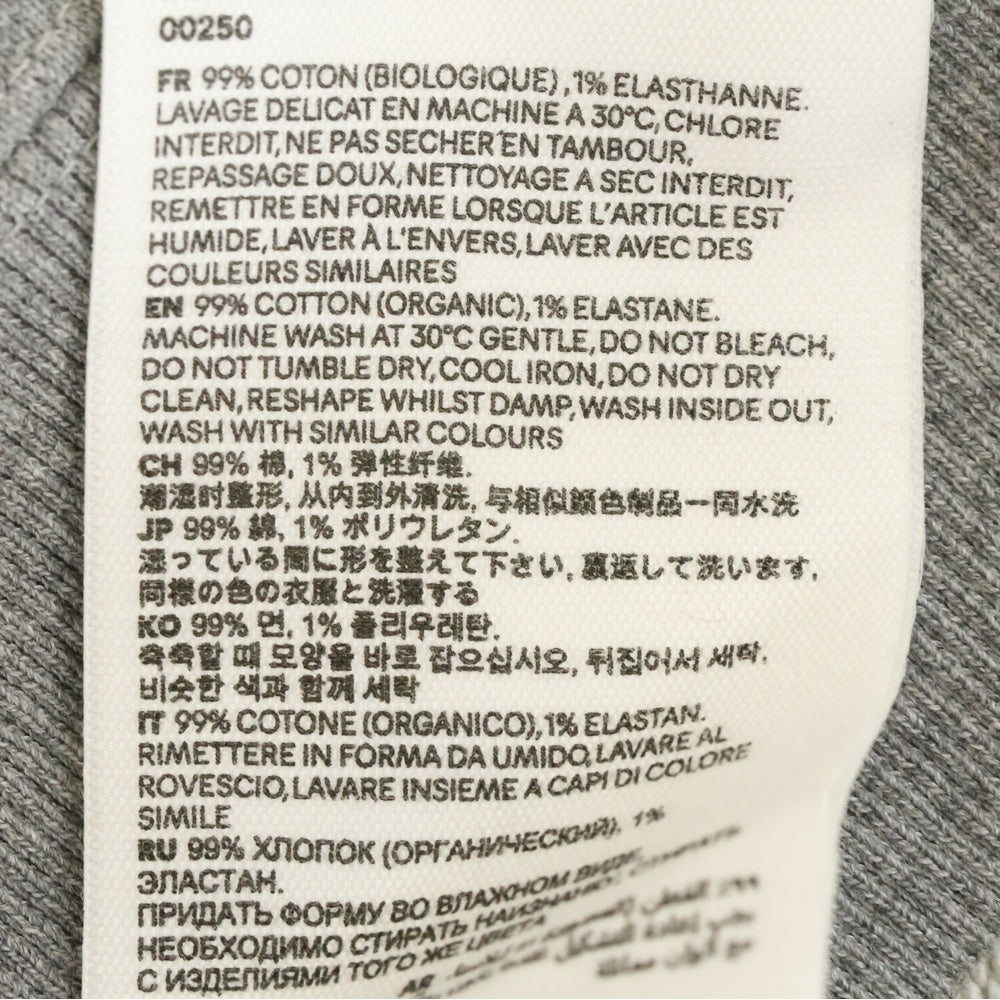 00250
FR 99% COTON (BIOLOGIQUE),1% ELASTHANNE.
LAVAGE DELICAT EN MACHINE A 30°C, CHLORE
INTERDIT, NE PAS SECHER EN TAMBOUR,
REPASSAGE DOUX, NETTOYAGE A SEC INTERDIT,
REMETTRE EN FORME LORSQUE L'ARTICLE EST
HUMIDE, LAVER À L'ENVERS, LAVER AVEC DES
COULEURS SIMILAIRES
EN 99% COTTON (ORGANIC), 1% ELASTANE.
MACHINE WASH AT 30°C GENTLE, DO NOT BLEACH,
DO NOT TUMBLE DRY, COOL IRON, DO NOT DRY
CLEAN, RESHAPE WHILST DAMP, WASH INSIDE OUT,
WASH WITH SIMILAR COLOURS
CH 99% 棉, 1% 弹性纤维.
潮湿时整形, 从内到外清洗, 与相似颜色制品一同水洗
JP 99% 綿, 1% ポリウレタン.
湿っている間に形を整えて下さい, 裏返して洗います,
同様の色の衣服と洗濯する
KO 99% 면, 1% 폴리우레탄.
축축할 때 모양을 바로 잡으십시오, 뒤집어서 세탁,
비슷한 색과 함께 세탁
IT 99% COTONE (ORGANICO), 1% ELASTAN.
RIMETTERE IN FORMA DA UMIDO, LAVARE AL
ROVESCIO, LAVARE INSIEME A CAPI DI COLORE
SIMILE
RU 99% ХЛОПОК (ОРГАНИЧЕСКИЙ), 1%
ЭЛАСТАН.
ПРИДАТЬ ФОРМУ ВО ВЛАЖНОМ ВИДЕ,
НЕОБХОДИМО СТИРАТЬ НАИЗНАНКУ,
С ИЗДЕЛИЯМИ ТОГО ЖЕ ЦВЕТА
AR